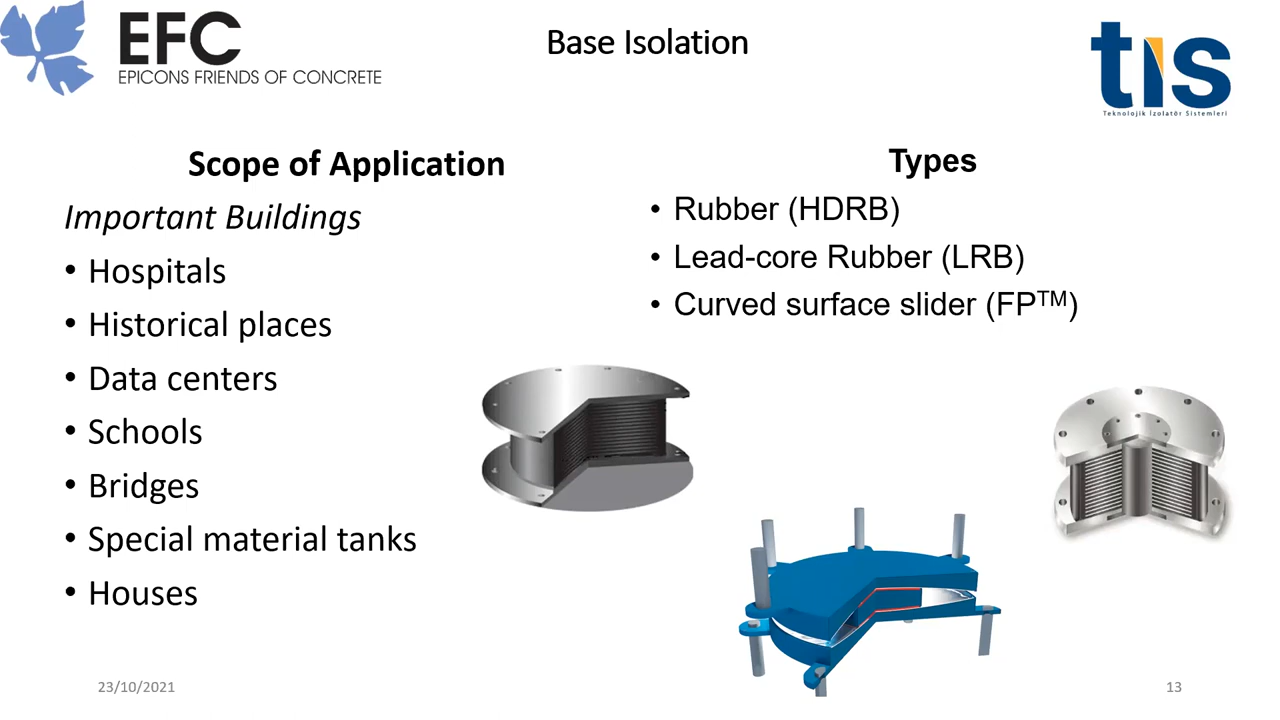 EFC
EPICONS FRIENDS OF CONCRETE
Base Isolation
tıs
Teknolojik İzolatör Sistemleri
Scope of Application
Important Buildings
• Hospitals
• Historical places
• Data centers
• Schools
• Bridges
• Special material tanks
• Houses
Types
• Rubber (HDRB)
• Lead-core Rubber (LRB)
• Curved surface slider (FP™)
23/10/2021
13